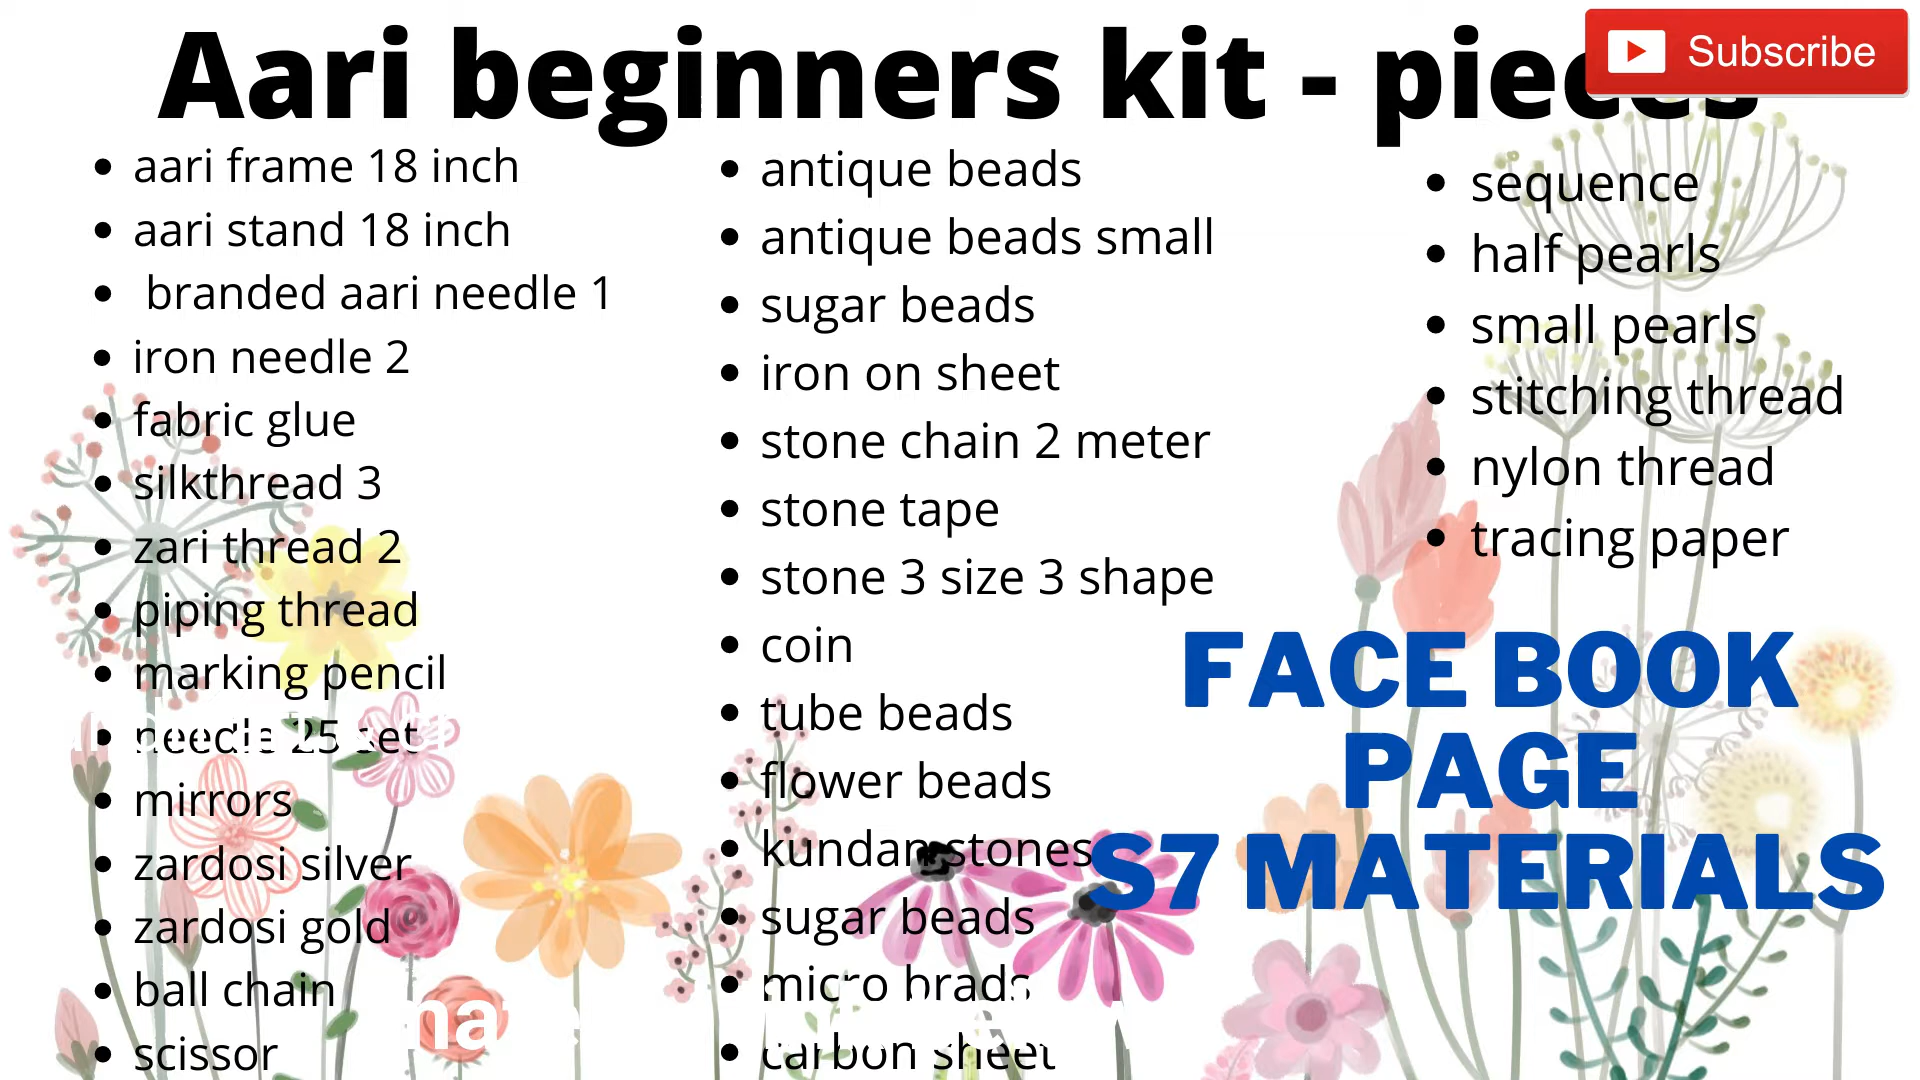 Aari beginners kit - pieces
Subscribe
• aari frame 18 inch
• aari stand 18 inch
• branded aari needle 1
• iron needle 2
• fabric glue
• silkthread 3
• zari thread 2
• piping thread
• marking pencil
• needle 25 set
• mirrors
• zardosi silver
• zardosi gold
• ball chain
• scissor
• antique beads
• antique beads small
• sugar beads
• iron on sheet
• stone chain 2 meter
• stone tape
• stone 3 size 3 shape
• coin
• tube beads
• flower beads
• kundan stones
• sugar beads
• micro brads
• carbon sheet
• sequence
• half pearls
• small pearls
• stitching thread
• nylon thread
• tracing paper
FACE BOOK
PAGE
S7 MATERIALS